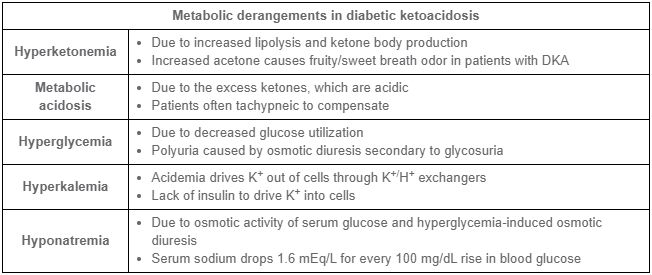 Metabolic derangements in diabetic ketoacidosis
Hyperketonemia
• Due to increased lipolysis and ketone body production
• Increased acetone causes fruity/sweet breath odor in patients with DKA
Metabolic
acidosis
• Due to the excess ketones, which are acidic
• Patients often tachypneic to compensate
Hyperglycemia
• Due to decreased glucose utilization
• Polyuria caused by osmotic diuresis secondary to glycosuria
Hyperkalemia
• Acidemia drives K⁺ out of cells through K⁺/H⁺ exchangers
• Lack of insulin to drive K⁺ into cells
Hyponatremia
• Due to osmotic activity of serum glucose and hyperglycemia-induced osmotic
diuresis
• Serum sodium drops 1.6 mEq/L for every 100 mg/dL rise in blood glucose